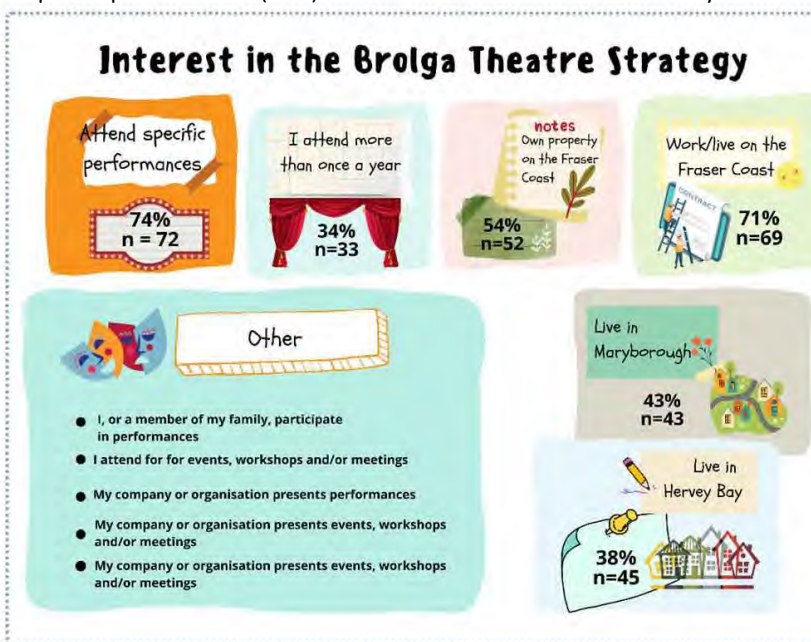 Interest in the Brolga Theatre Strategy
Attend specific
performances
74%
n = 72
I attend more
than once a year
34%
n=33
notes
Own property
on the Fraser
Coast
54%
n=52
Work/live on the
Fraser Coast
CONTRACT
71%
n=69
Other
I, or a member of my family, participate
in performances
I attend for for events, workshops and/or meetings
My company or organisation presents performances
My company or organisation presents events, workshops
and/or meetings
My company or organisation presents events, workshops
and/or meetings
Live in
Maryborough
43%
n=43
Live in
Hervey Bay
38%
n=45